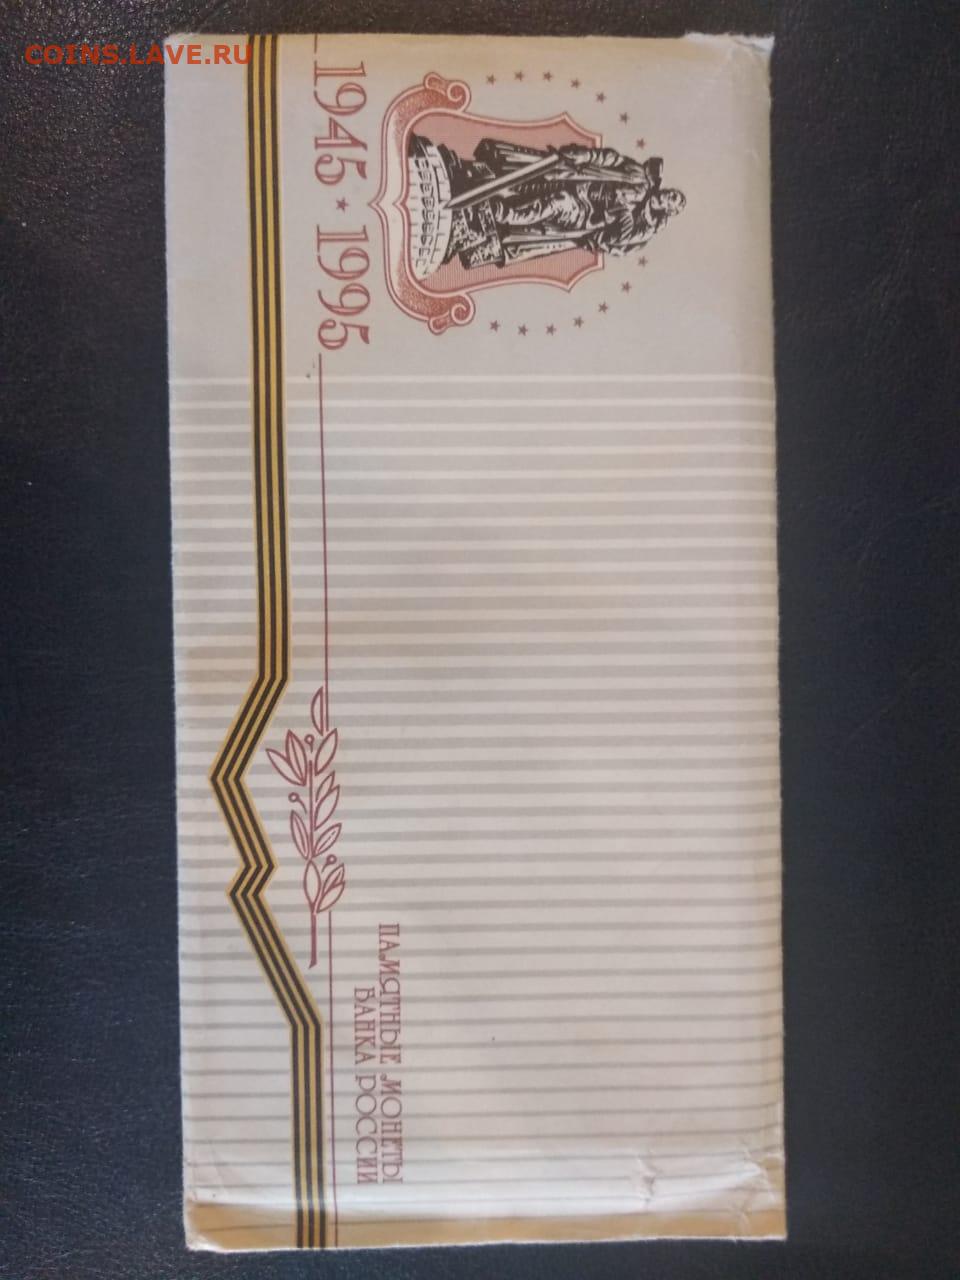 COINS.LAVE.RU
1945 * 1995
ПАМЯТНЫЕ МОНЕТЫ
БАНКА РОССИИ